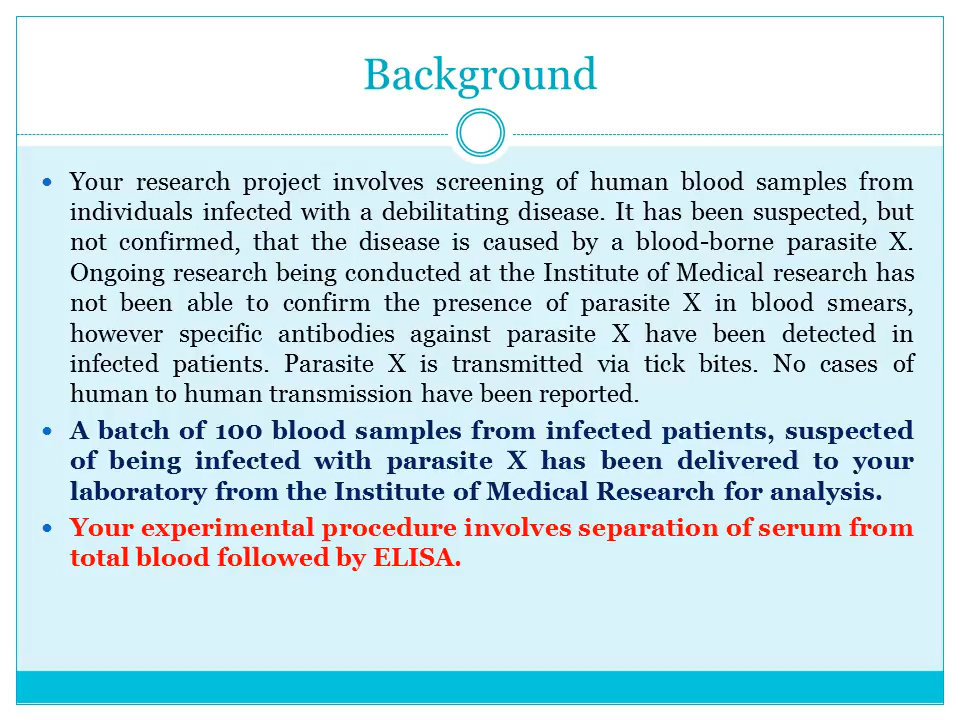 Background
• Your research project involves screening of human blood samples from
individuals infected with a debilitating disease. It has been suspected, but
not confirmed, that the disease is caused by a blood-borne parasite X.
Ongoing research being conducted at the Institute of Medical research has
not been able to confirm the presence of parasite X in blood smears,
however specific antibodies against parasite X have been detected in
infected patients. Parasite X is transmitted via tick bites. No cases of
human to human transmission have been reported.
• A batch of 100 blood samples from infected patients, suspected
of being infected with parasite X has been delivered to your
laboratory from the Institute of Medical Research for analysis.
• Your experimental procedure involves separation of serum from
total blood followed by ELISA.